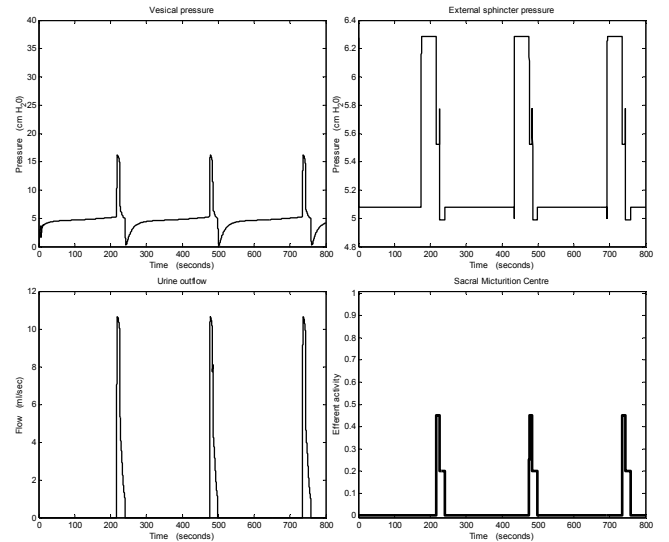 Vesical pressure
40
35
30
25
20
15
10
5
0
Pressure (cm H20)
0 100 200 300 400 500 600 700 800
Time (seconds)
External sphincter pressure
6.4
6.2
6
5.8
5.6
5.4
5.2
5
4.8
Pressure (cm H20)
0 100 200 300 400 500 600 700 800
Time (seconds)
Urine outflow
12
10
8
6
4
2
0
Flow (ml/sec)
0 100 200 300 400 500 600 700 800
Time (seconds)
Sacral Micturition Centre
1
0.9
0.8
0.7
0.6
0.5
0.4
0.3
0.2
0.1
0
Efferent activity
0 100 200 300 400 500 600 700 800
Time (seconds)